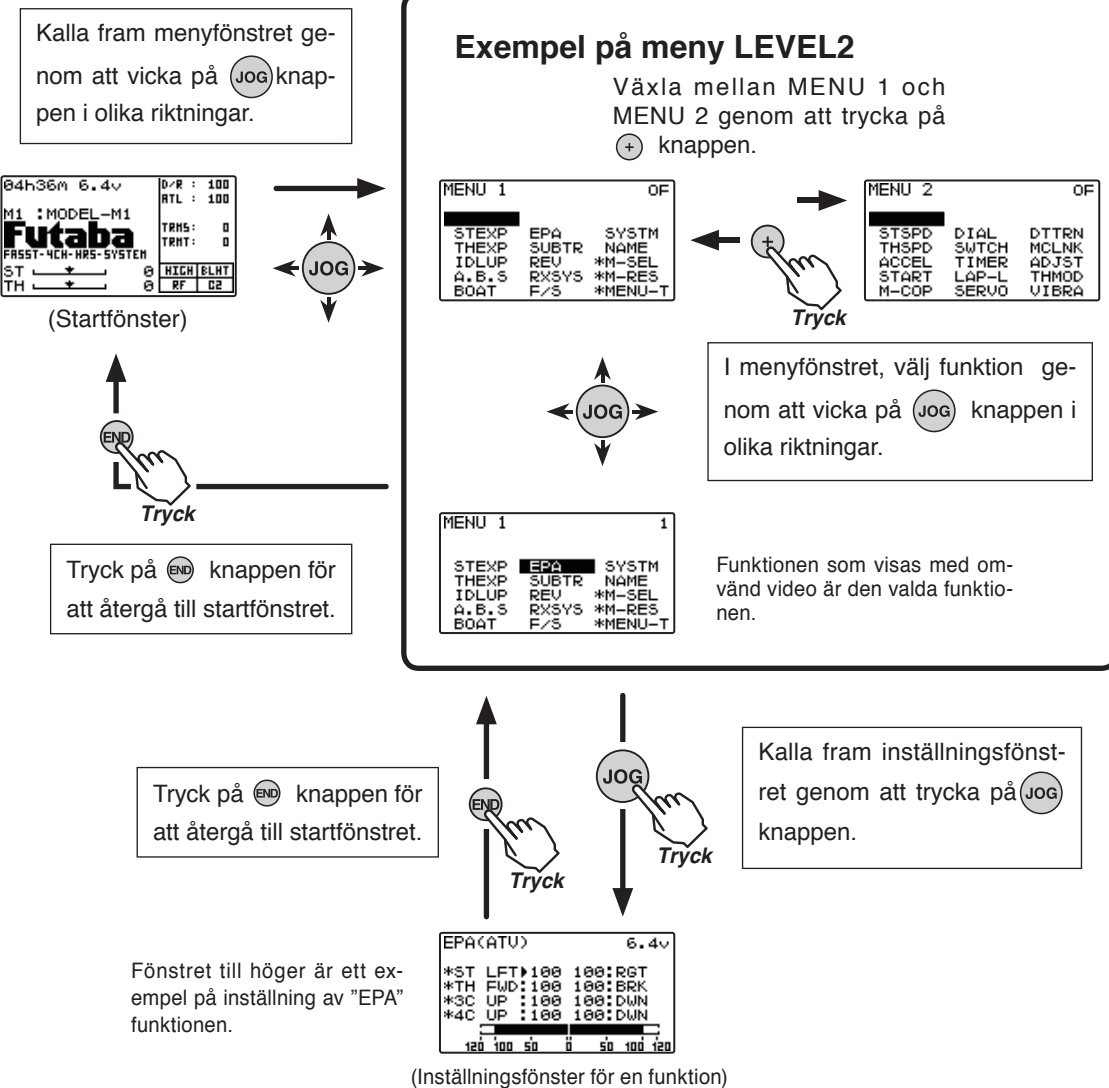 Kalla fram menyfönstret ge-
nom att vicka på JOG knap-
pen i olika riktningar.
04h36m 6.4v
D/R : 100
ATL : 100
M1 :MODEL-M1
Futaba
TRM5: 0
TRMT: 0
FASST-4CH-HRS-SYSTEM
ST 0
TH 0
HIGH BLHT
RF C2
(Startfönster)
JOG
Exempel på meny LEVEL2
Växla mellan MENU 1 och
MENU 2 genom att trycka på
+ knappen.
MENU 1 OF
STEXP EPA SYSTM
THEXP SUBTR NAME
IDLUP REV *M-SEL
A.B.S RXSYS *M-RES
BOAT F/S *MENU-T
+
Tryck
MENU 2 OF
STSPD DIAL DTTRN
THSPD SWTCH MCLNK
ACCEL TIMER ADJST
START LAP-L THMOD
M-COP SERVO VIBRA
JOG
I menyfönstret, välj funktion ge-
nom att vicka på JOG knappen i
olika riktningar.
MENU 1 1
STEXP EPA SYSTM
THEXP SUBTR NAME
IDLUP REV *M-SEL
A.B.S RXSYS *M-RES
BOAT F/S *MENU-T
Funktionen som visas med om-
vänd video är den valda funktio-
nen.
END
Tryck
Tryck på END knappen för
att återgå till startfönstret.
Tryck på END knappen för
att återgå till startfönstret.
END
Tryck
JOG
Tryck
Kalla fram inställningsfönst-
ret genom att trycka på JOG
knappen.
Fönstret till höger är ett ex-
empel på inställning av ”EPA”
funktionen.
EPA(ATV) 6.4v
*ST LFT▶100 100:RGT
*TH FWD:100 100:BRK
*3C UP :100 100:DWN
*4C UP :100 100:DWN
120 100 50 0 50 100 120
(Inställningsfönster för en funktion)